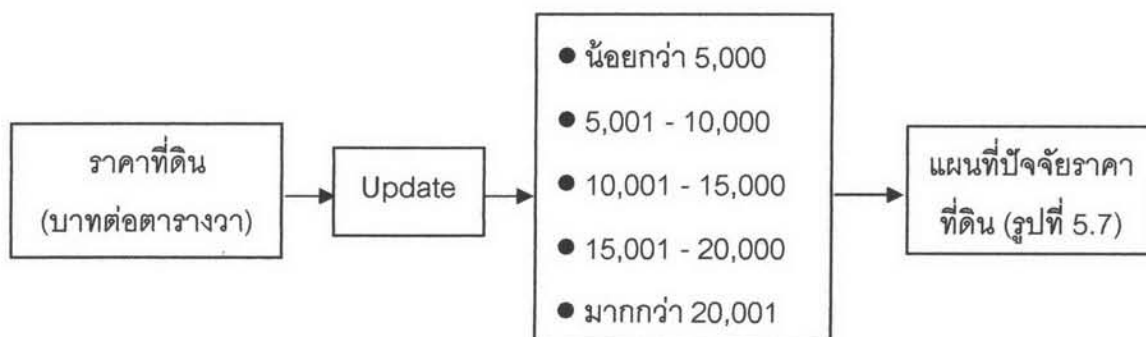 ราคาที่ดิน
(บาทต่อตารางวา)
Update
● น้อยกว่า 5,000
● 5,001 - 10,000
● 10,001 - 15,000
● 15,001 - 20,000
● มากกว่า 20,001
แผนที่ปัจจัยราคา
ที่ดิน (รูปที่ 5.7)